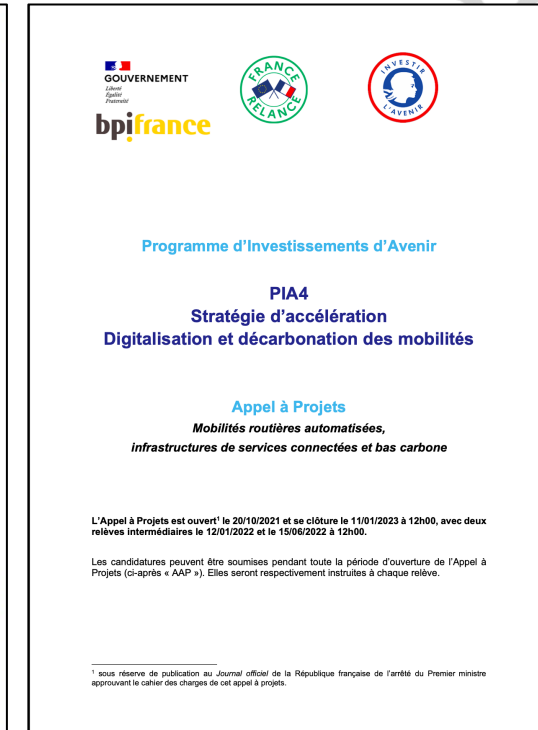 GOUVERNEMENT
Liberté
Égalité
Fraternité
bpifrance
FRANCE RELANCE
INVESTIR L'AVENIR
Programme d'Investissements d'Avenir
PIA4
Stratégie d'accélération
Digitalisation et décarbonation des mobilités
Appel à Projets
Mobilités routières automatisées,
infrastructures de services connectées et bas carbone
L'Appel à Projets est ouvert¹ le 20/10/2021 et se clôture le 11/01/2023 à 12h00, avec deux
relèves intermédiaires le 12/01/2022 et le 15/06/2022 à 12h00.
Les candidatures peuvent être soumises pendant toute la période d'ouverture de l'Appel à
Projets (ci-après « AAP »). Elles seront respectivement instruites à chaque relève.
¹ sous réserve de publication au Journal officiel de la République française de l'arrêté du Premier ministre
approuvant le cahier des charges de cet appel à projets.